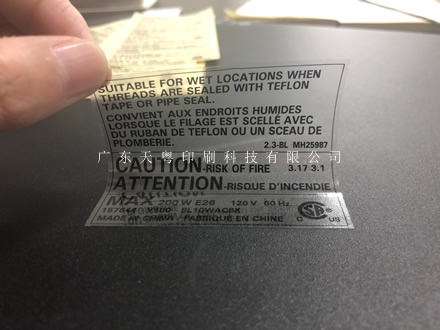 SUITABLE FOR WET LOCATIONS WHEN
THREADS ARE SEALED WITH TEFLON
TAPE OR PIPE SEAL.
CONVIENT AUX ENDROITS HUMIDES
LORSQUE LE FILAGE EST SCELLÉ AVEC
DU RUBAN DE TEFLON OU UN SCEAU DE
PLOMBERIE. 2.3-BL MH25987
广东天粤印刷科技有限公司
CAUTION-RISK OF FIRE 3.17 3.1
ATTENTION-RISQUE D'INCENDIE
MAX 200 W E26 120 V 60 Hz
BL10WACBK
MADE IN CHINA FABRIQUÉ EN CHINE